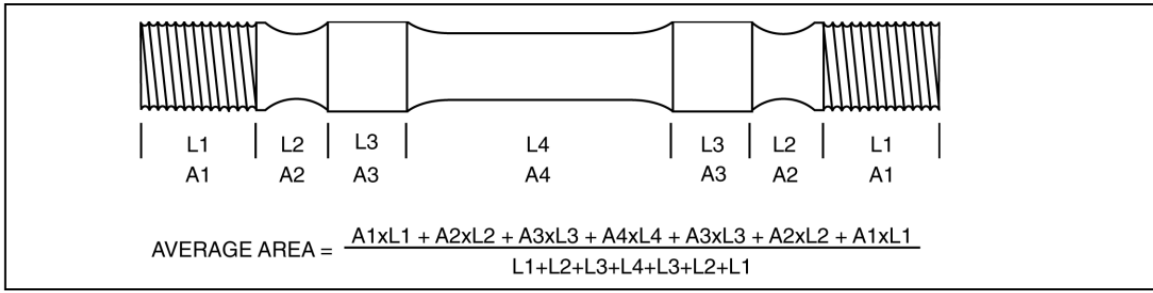 L1 L2 L3 L4 L3 L2 L1
A1 A2 A3 A4 A3 A2 A1
AVERAGE AREA = A1xL1 + A2xL2 + A3xL3 + A4xL4 + A3xL3 + A2xL2 + A1xL1
L1+L2+L3+L4+L3+L2+L1